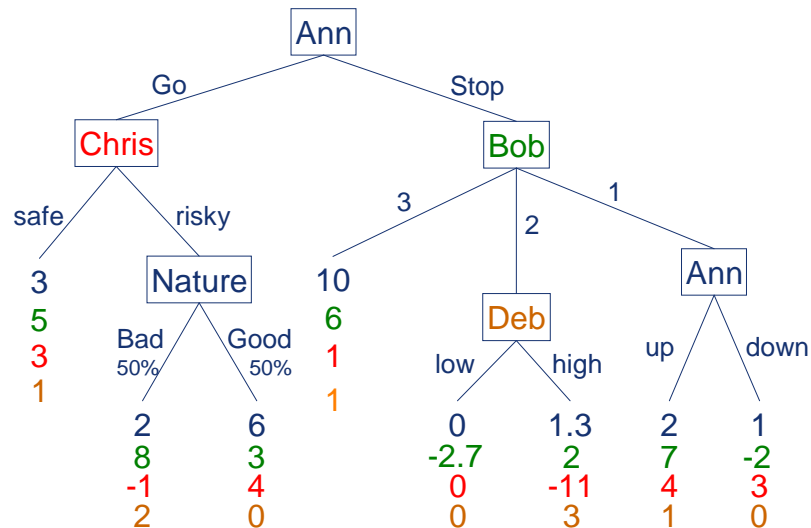 Ann
Go
Stop
Chris
Bob
safe
risky
3
2
1
3
5
3
1
Nature
10
6
1
1
Deb
Ann
Bad
50%
Good
50%
low
high
up
down
2
8
-1
2
6
3
4
0
0
-2.7
0
0
1.3
2
-11
3
2
7
4
1
1
-2
3
0